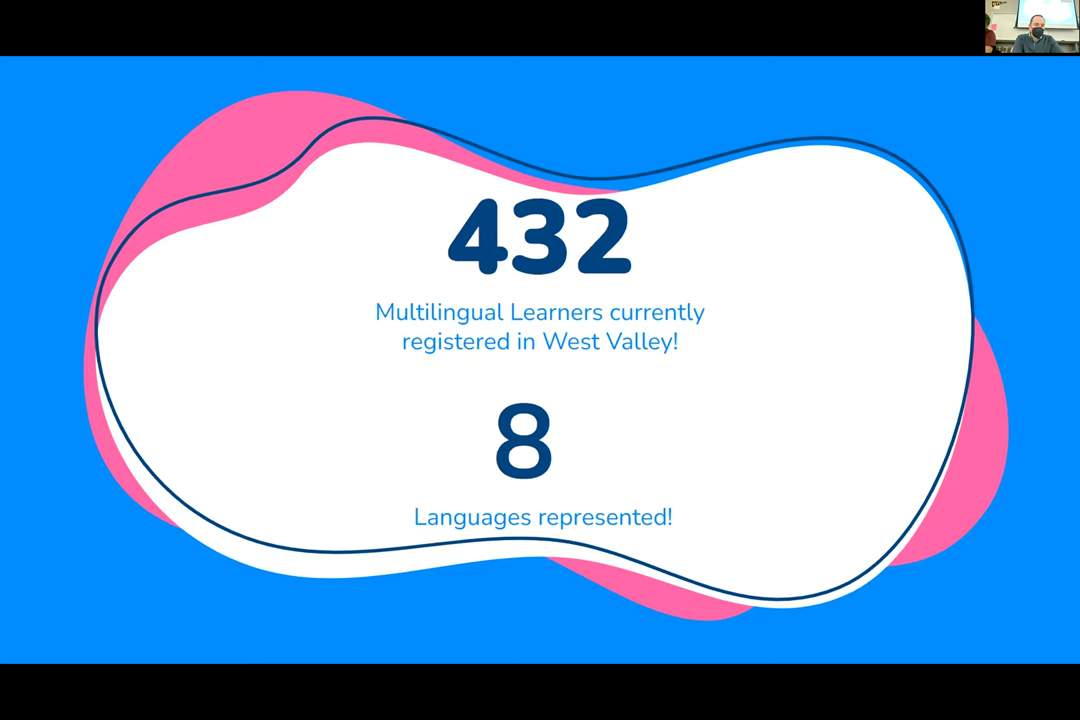 432
Multilingual Learners currently
registered in West Valley!
8
Languages represented!